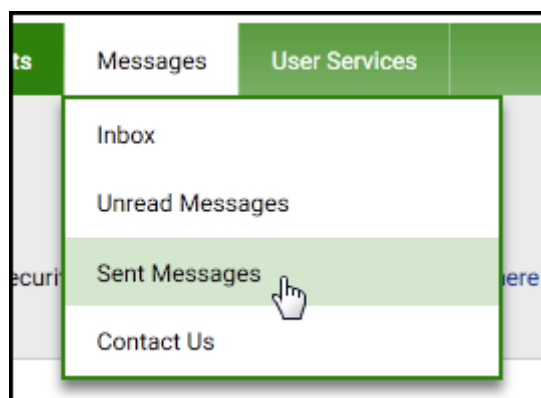 ts Messages User Services
Inbox
Unread Messages
ecuri
Sent Messages
ere
Contact Us